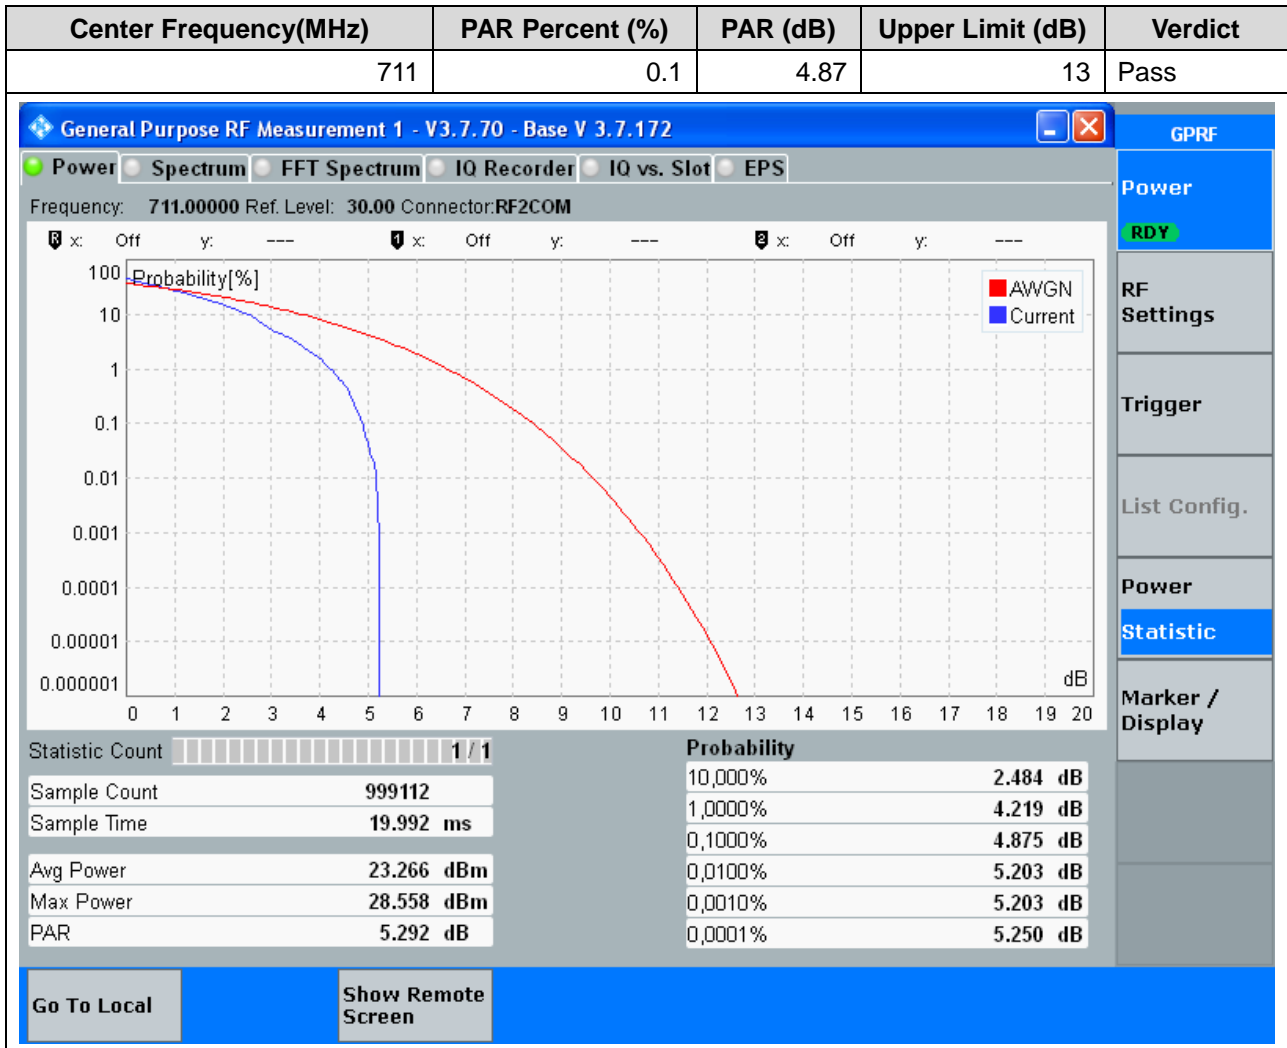 Center Frequency(MHz) PAR Percent (%) PAR (dB) Upper Limit (dB) Verdict
711 0.1 4.87 13 Pass
General Purpose RF Measurement 1 - V3.7.70 - Base V 3.7.172
GPRF
Power Spectrum FFT Spectrum IQ Recorder IQ vs. Slot EPS
Power
RDY
Frequency: 711.00000 Ref. Level: 30.00 Connector:RF2COM
R x: Off y: --- 1 x: Off y: --- 2 x: Off y: ---
Probability[%]
100
10
1
0.1
0.01
0.001
0.0001
0.00001
0.000001
AWGN
Current
dB
0 1 2 3 4 5 6 7 8 9 10 11 12 13 14 15 16 17 18 19 20
RF
Settings
Trigger
List Config.
Power
Statistic
Marker /
Display
Statistic Count 1 / 1
Sample Count 999112
Sample Time 19.992 ms
Avg Power 23.266 dBm
Max Power 28.558 dBm
PAR 5.292 dB
Probability
10,000% 2.484 dB
1,0000% 4.219 dB
0,1000% 4.875 dB
0,0100% 5.203 dB
0,0010% 5.203 dB
0,0001% 5.250 dB
Go To Local
Show Remote
Screen